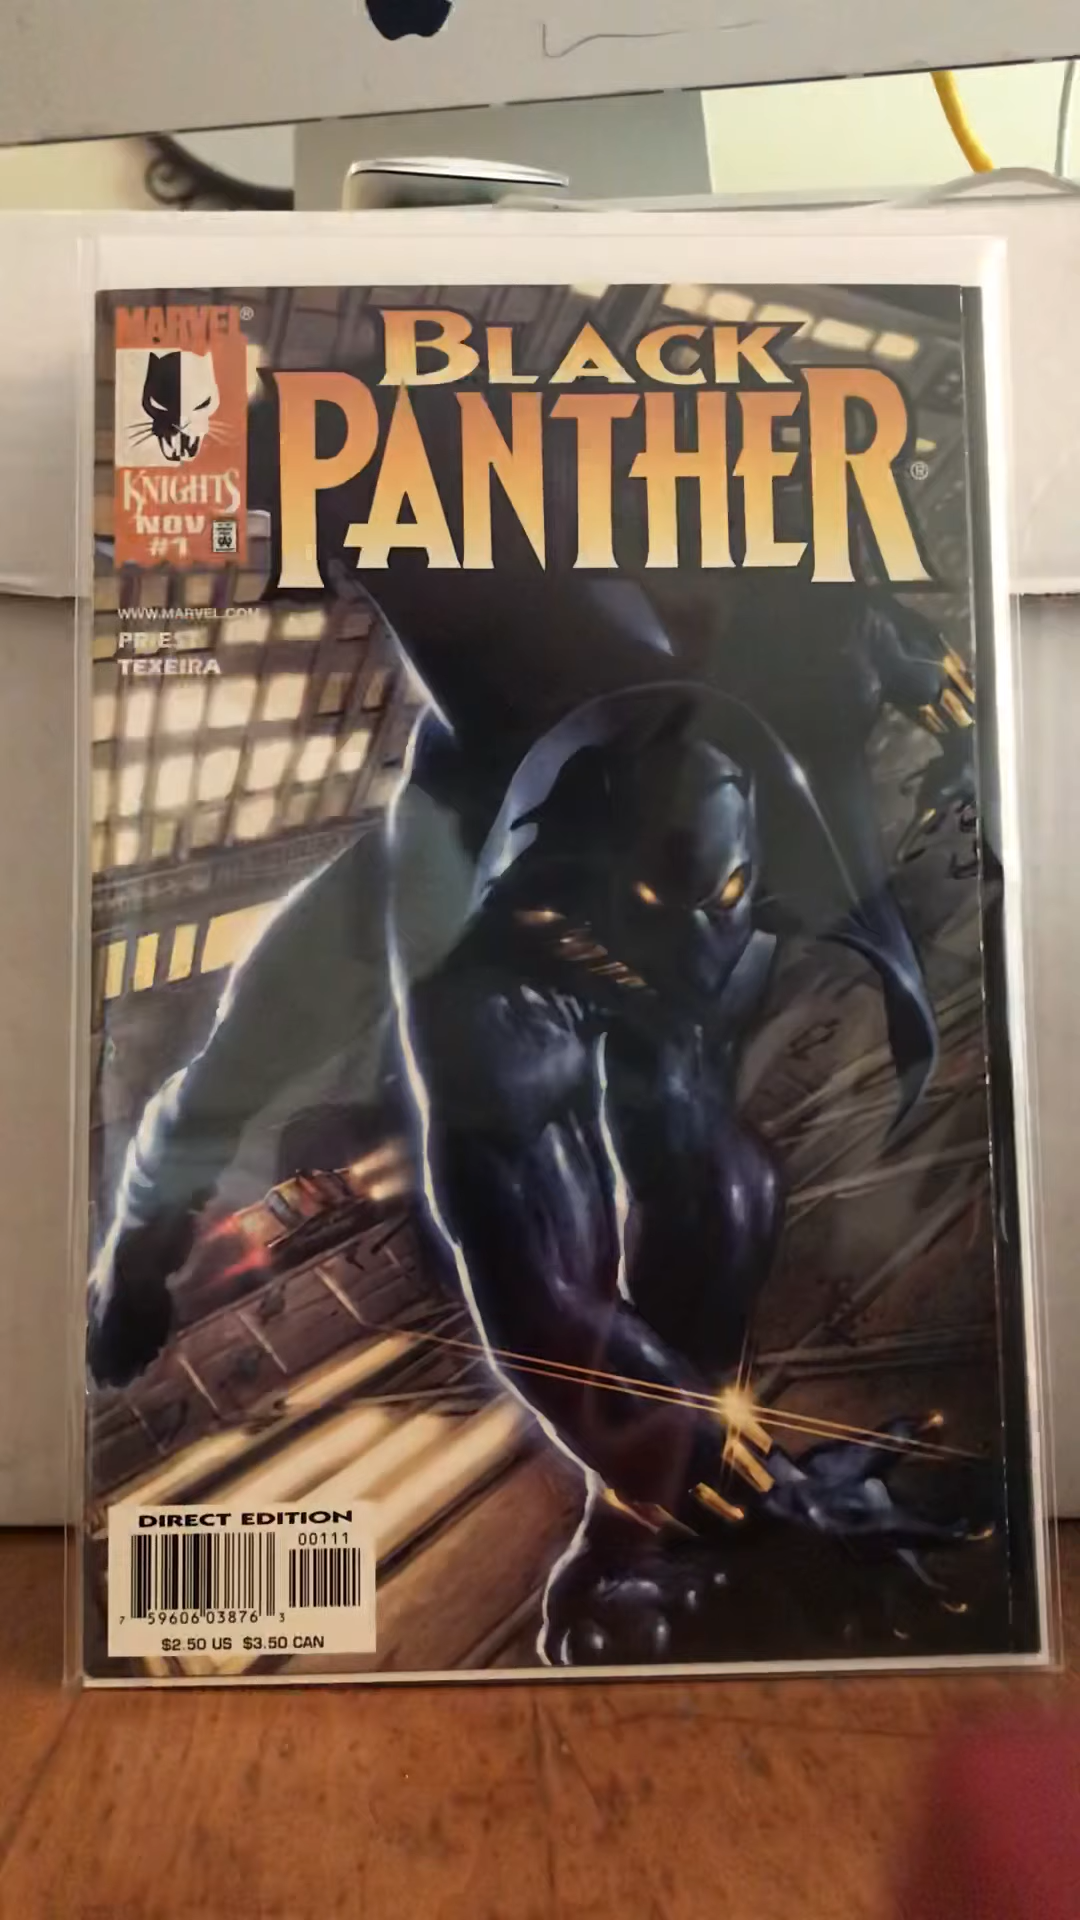 MARVEL®
KNIGHTS
NOV
#1
BLACK
PANTHER®
WWW.MARVEL.COM
PRIEST
TEXEIRA
DIRECT EDITION
00111
7 59606 03876 3
$2.50 US $3.50 CAN